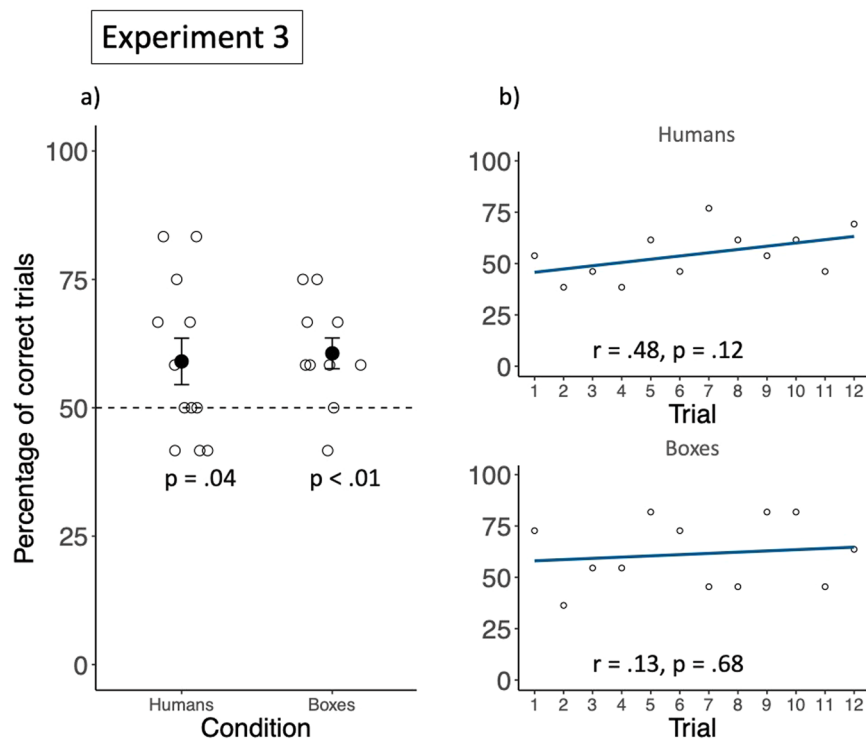 Experiment 3
a)
Percentage of correct trials
100
75
50
25
0
p = .04
p < .01
Humans
Boxes
Condition
b)
Humans
100
75
50
25
0
r = .48, p = .12
1 2 3 4 5 6 7 8 9 10 11 12
Trial
Boxes
100
75
50
25
0
r = .13, p = .68
1 2 3 4 5 6 7 8 9 10 11 12
Trial